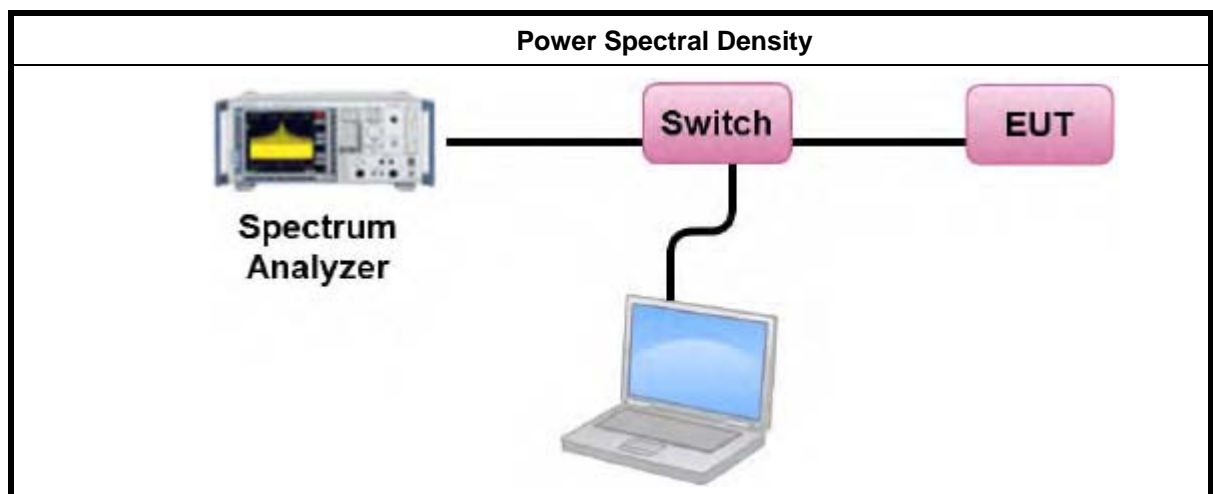 Power Spectral Density
Switch
EUT
Spectrum
Analyzer